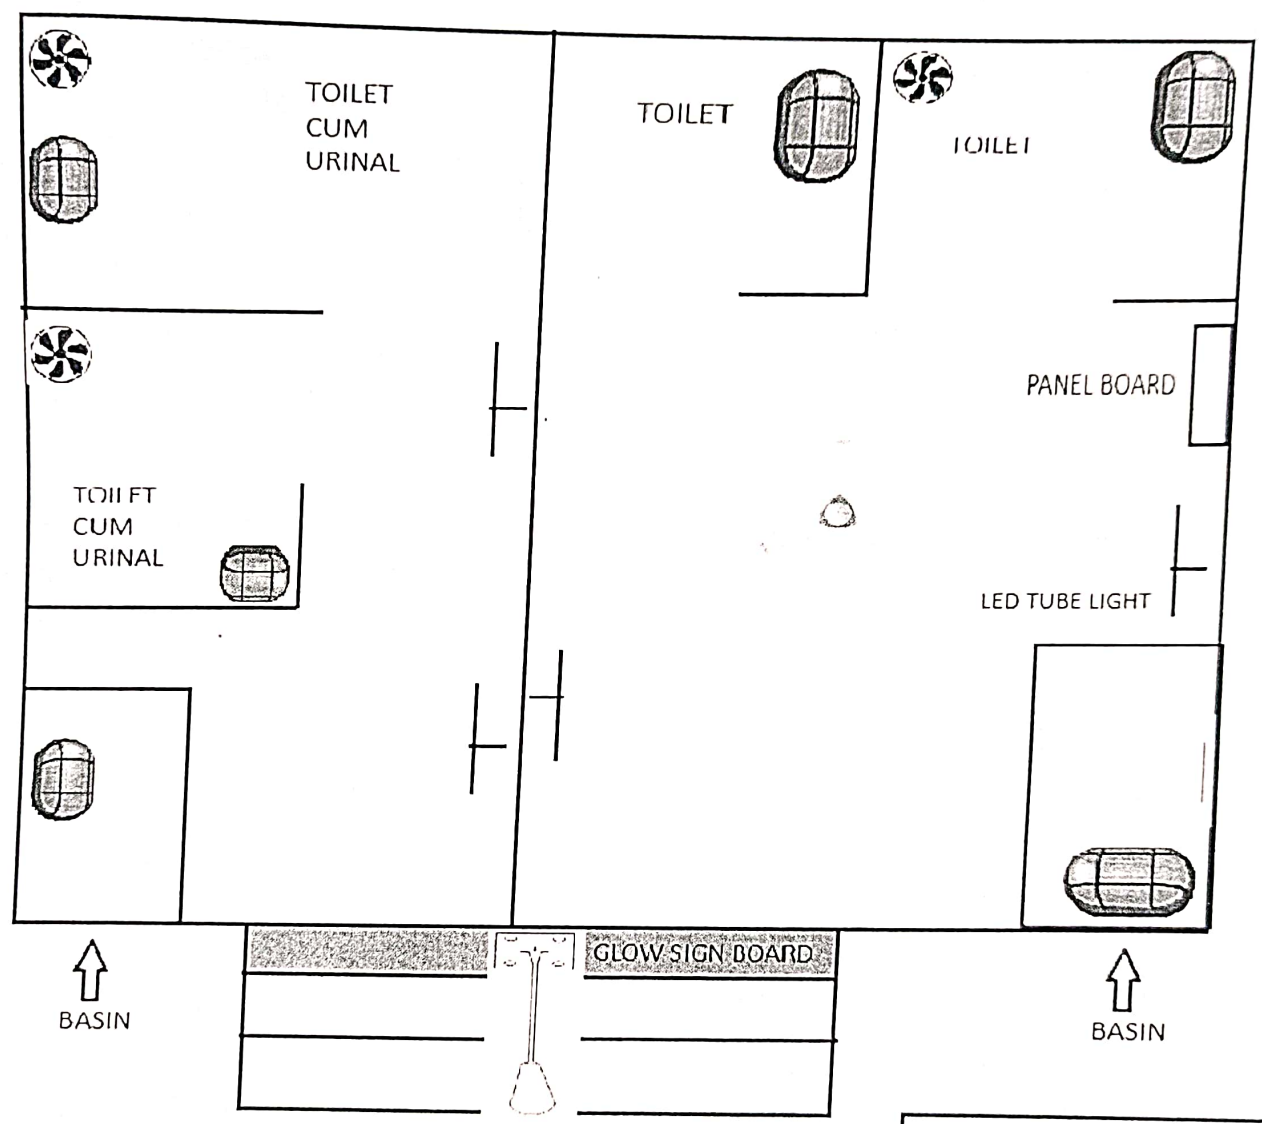 TOILET
CUM
URINAL
TOILET
TOILET
PANEL BOARD
TOILET
CUM
URINAL
LED TUBE LIGHT
GLOW SIGN BOARD
BASIN
BASIN